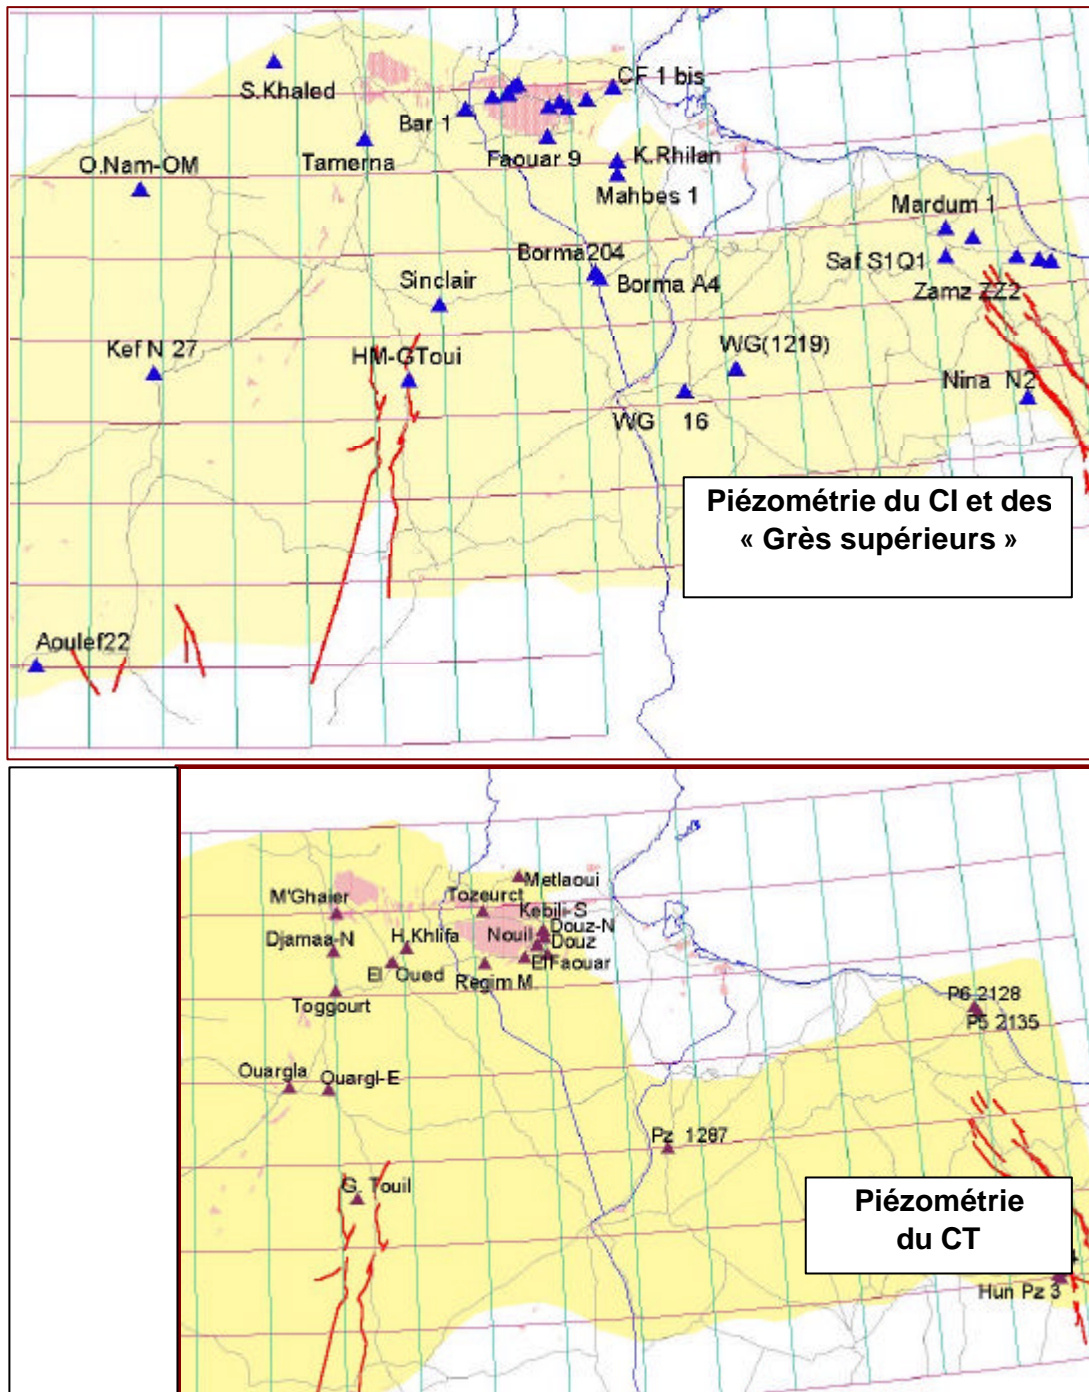 CF 1 bis
S.Khaled
Bar 1
Tamerna
Faouar 9
K.Rhilan
O.Nam-OM
Mahbes 1
Mardum 1
Borma204
Saf S1Q1
Sinclair
Borma A4
Zamz ZZ2
Kef N 27
HM-GToui
WG(1219)
Nina N2
WG 16
Piézométrie du CI et des
« Grès supérieurs »
Aoulef22
Metlaoui
M'Ghaier
Tozeurct
Kebili-S
Djamaa-N
H.Khlifa
Nouil
Douz-N
Douz
El Oued
Regim M.
ElFaouar
Toggourt
P6 2128
P5 2135
Ouargla
Ouargl-E
Pz 1287
G. Touil
Piézométrie
du CT
Hun Pz 3